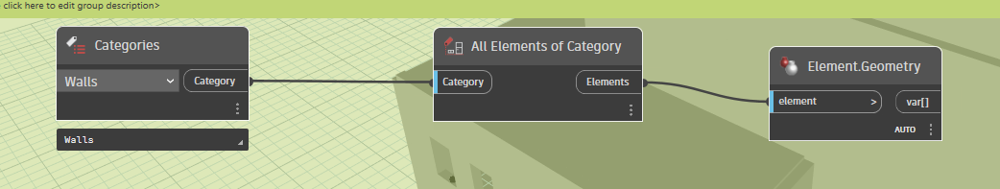 click here to edit group description>
Categories
Walls
Category
Walls
All Elements of Category
Category
Elements
Element.Geometry
element >
var[]
AUTO